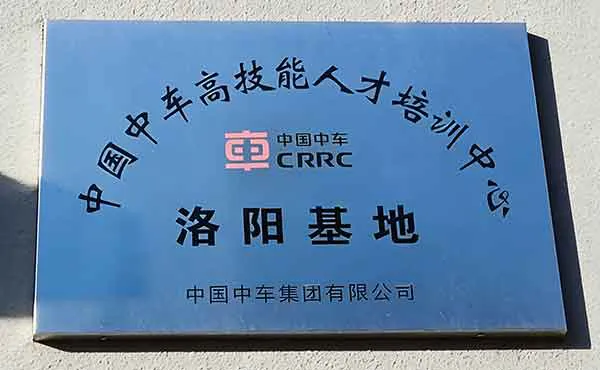 中国中车高技能人才培训中心
中国中车
CRRC
洛阳基地
中国中车集团有限公司